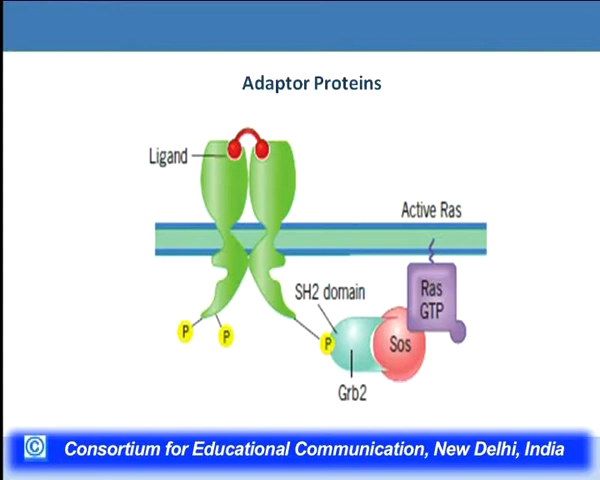 Adaptor Proteins
Ligand
Active Ras
SH2 domain
Ras
GTP
P
P
P
Sos
Grb2
© Consortium for Educational Communication, New Delhi, India